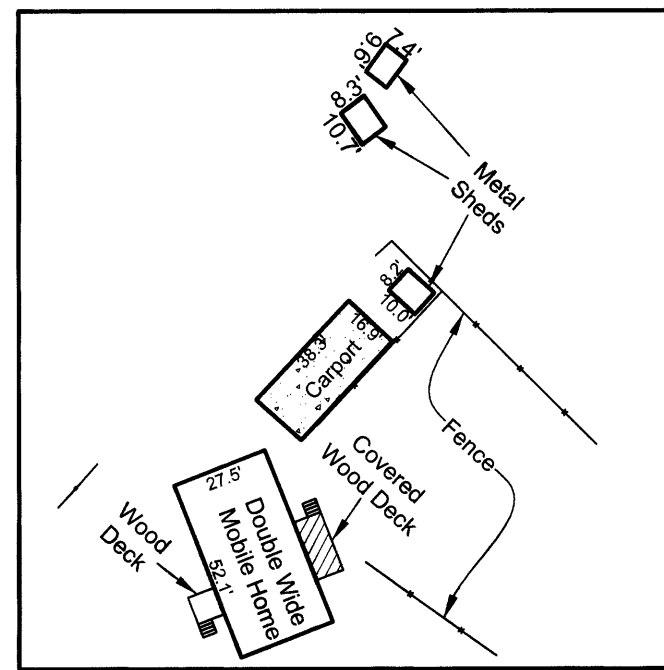 7.4'
9.6'
8.3'
10.7'
Metal
Sheds
8.2'
10.0'
16.9'
38.3'
Carport
Fence
Covered
Wood Deck
27.5'
Double Wide
Mobile Home
52.1'
Wood
Deck